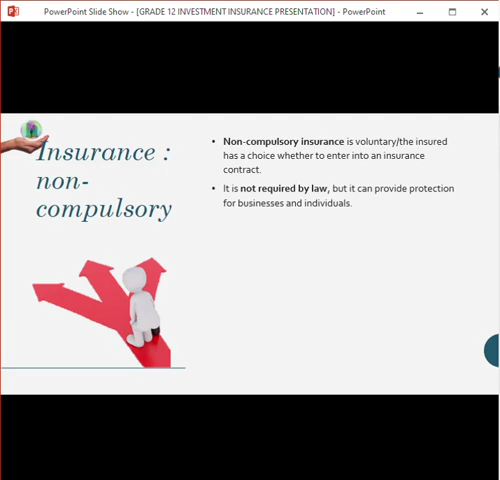 PowerPoint Slide Show - [GRADE 12 INVESTMENT INSURANCE PRESENTATION] - PowerPoint
Insurance :
non-
compulsory
• Non-compulsory insurance is voluntary/the insured
has a choice whether to enter into an insurance
contract.
• It is not required by law, but it can provide protection
for businesses and individuals.